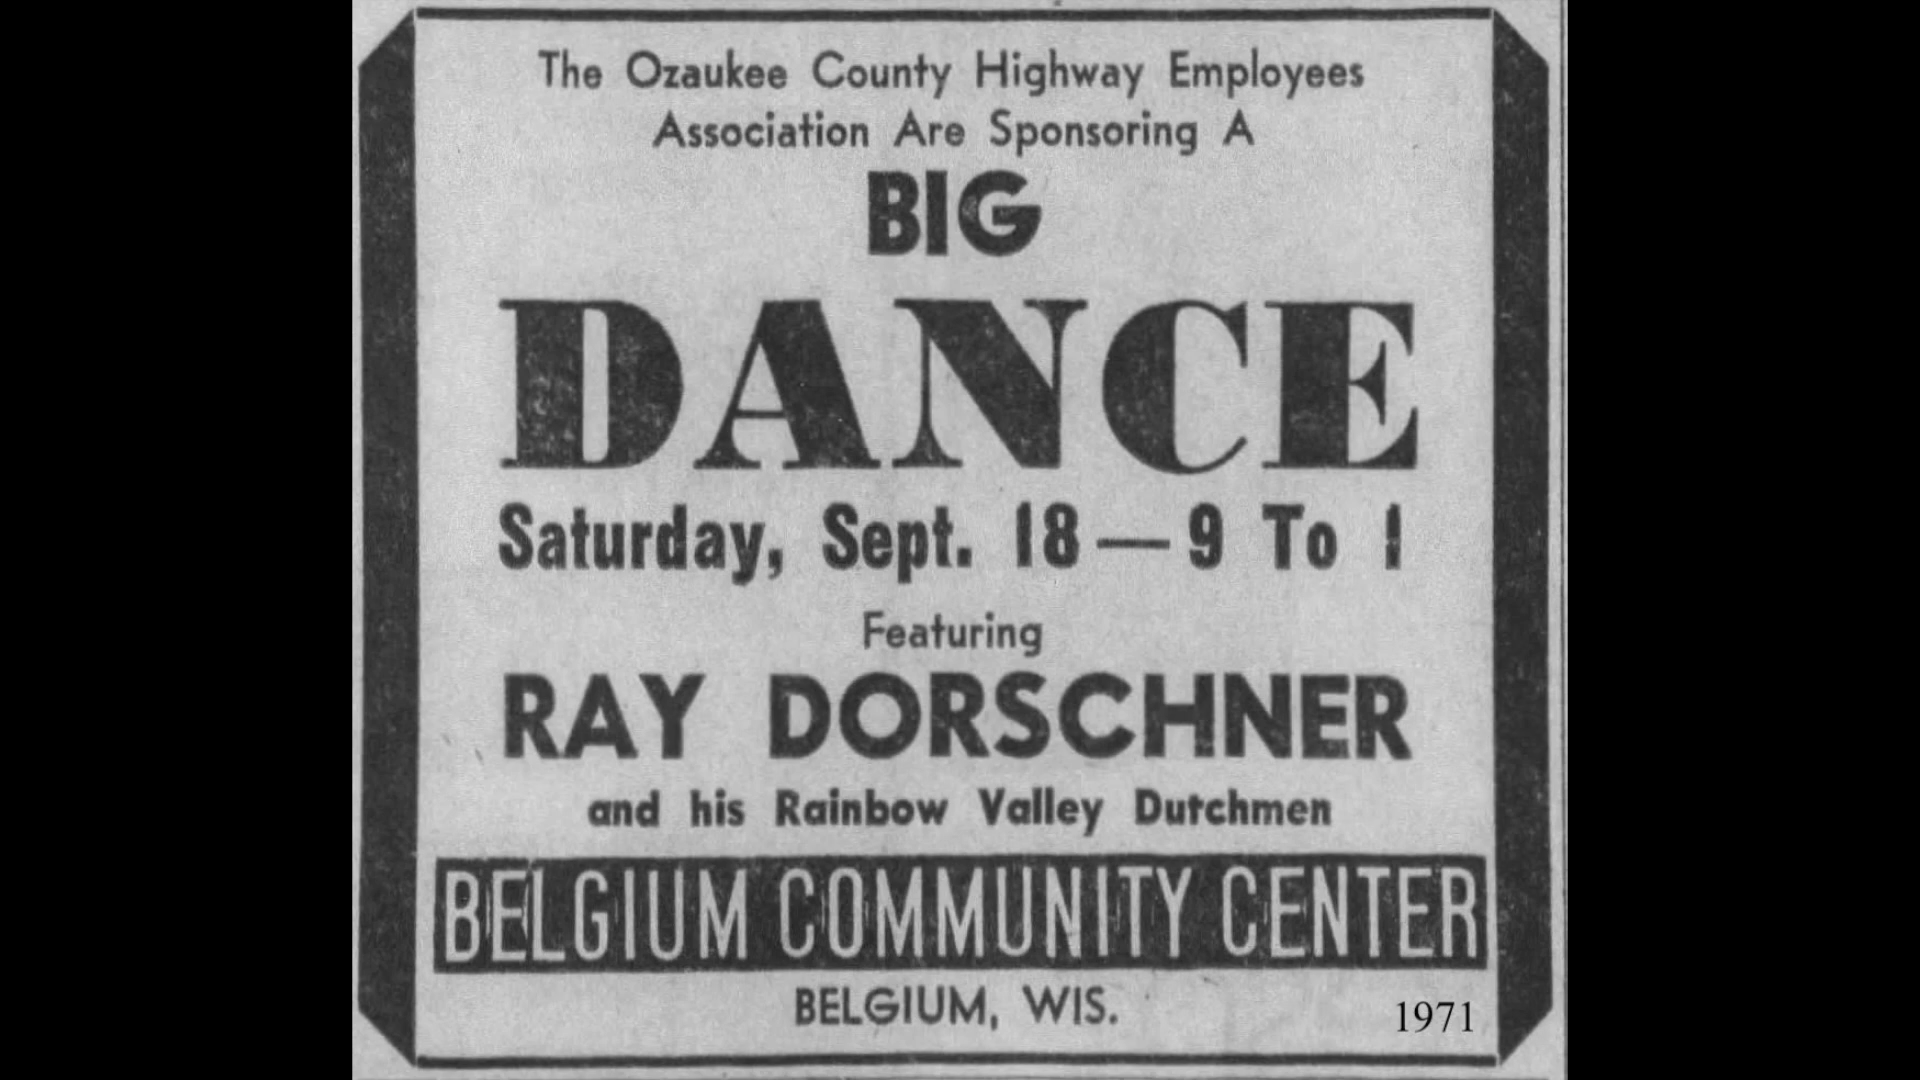 The Ozaukee County Highway Employees
Association Are Sponsoring A
BIG
DANCE
Saturday, Sept. 18 — 9 To 1
Featuring
RAY DORSCHNER
and his Rainbow Valley Dutchmen
BELGIUM COMMUNITY CENTER
BELGIUM, WIS.
1971